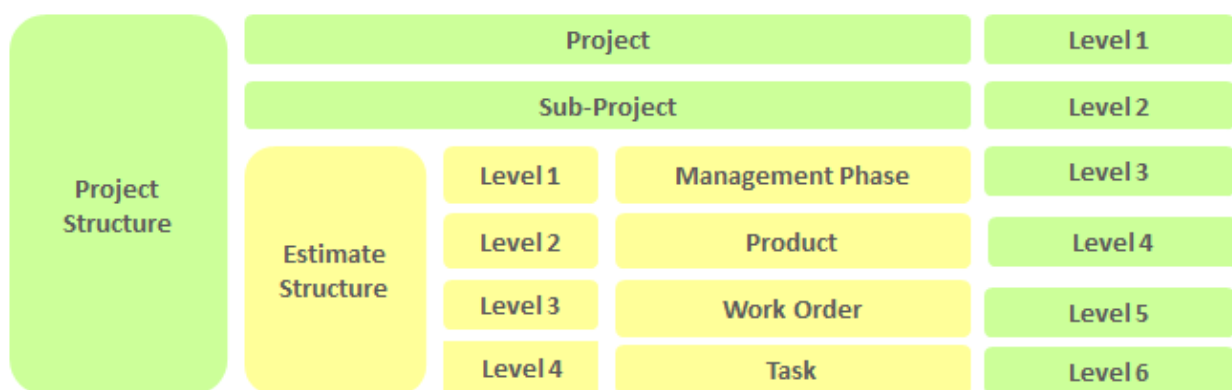 Project
Level 1
Sub-Project
Level 2
Project
Structure
Estimate
Structure
Level 1
Management Phase
Level 3
Level 2
Product
Level 4
Level 3
Work Order
Level 5
Level 4
Task
Level 6